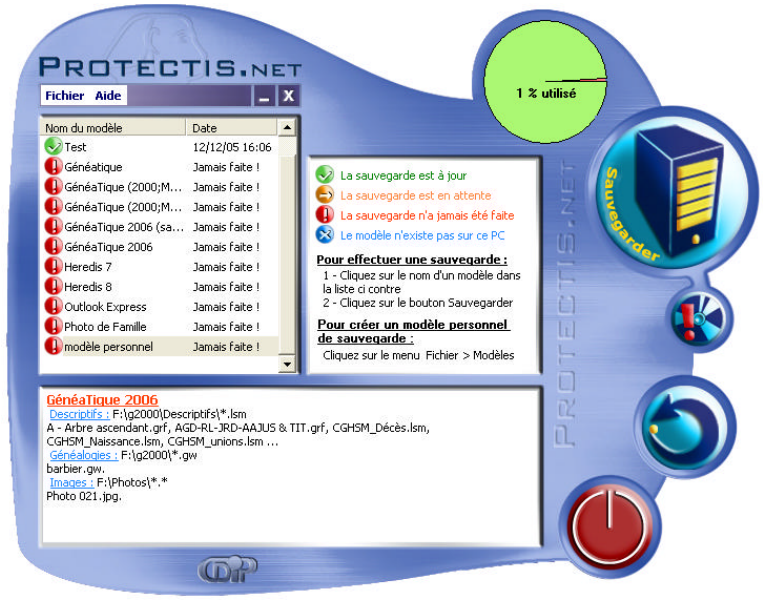 PROTECTIS.NET
1 % utilisé
Fichier Aide
Nom du modèle Date
Test 12/12/05 16:06
Généatique Jamais faite !
GénéaTique (2000;M... Jamais faite !
GénéaTique (2000;M... Jamais faite !
GénéaTique 2006 (sa... Jamais faite !
GénéaTique 2006 Jamais faite !
Heredis 7 Jamais faite !
Heredis 8 Jamais faite !
Outlook Express Jamais faite !
Photo de Famille Jamais faite !
modèle personnel Jamais faite !
La sauvegarde est à jour
La sauvegarde est en attente
La sauvegarde n'a jamais été faite
Le modèle n'existe pas sur ce PC
Pour effectuer une sauvegarde :
1 - Cliquez sur le nom d'un modèle dans
la liste ci contre
2 - Cliquez sur le bouton Sauvegarder
Pour créer un modèle personnel
de sauvegarde :
Cliquez sur le menu Fichier > Modèles
PROTECTIS.NET
Sauvegarder
GénéaTique 2006
Descriptifs : F:\g2000\Descriptifs\*.lsm
A - Arbre ascendant.grf, AGD-RL-JRD-AAJUS & TIT.grf, CGHSM_Décès.lsm,
CGHSM_Naissance.lsm, CGHSM_unions.lsm ...
Généalogies : F:\g2000\*.gw
barbier.gw.
Images : F:\Photos\*.*
Photo 021.jpg.
CDIP